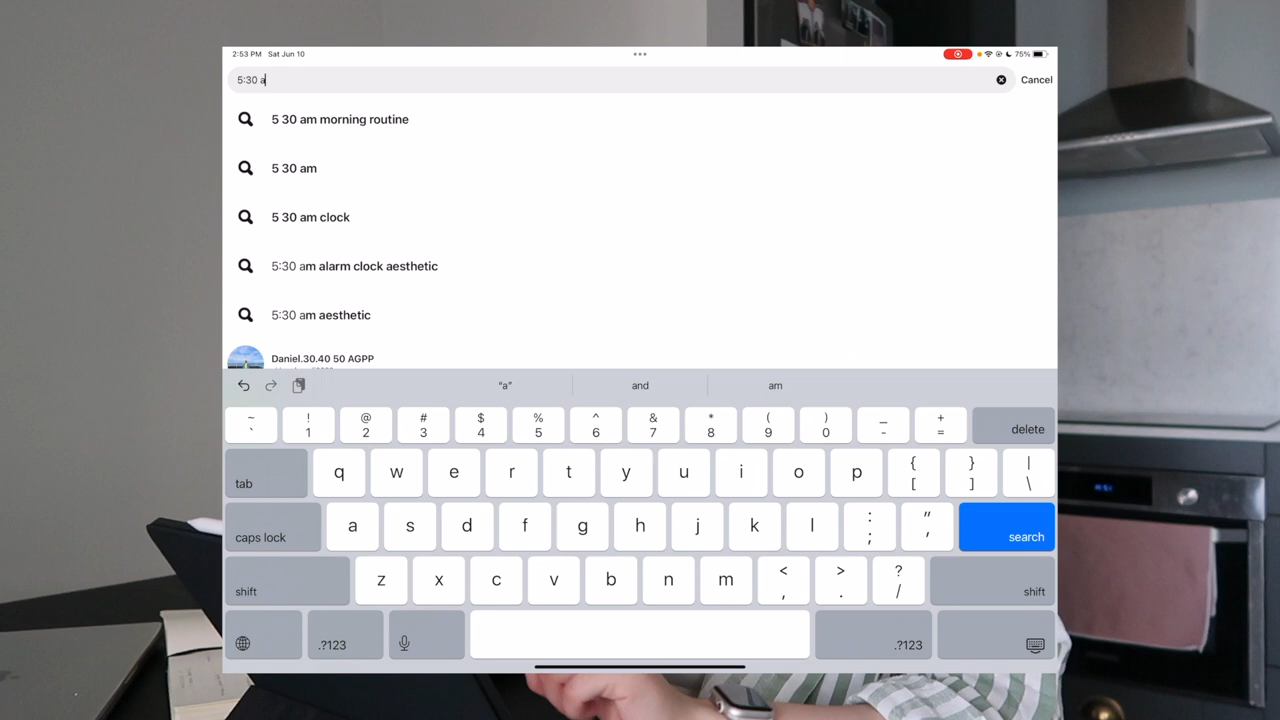 2:53 PM Sat Jun 10 75%
5:30 a Cancel
5 30 am morning routine
5 30 am
5 30 am clock
5:30 am alarm clock aesthetic
5:30 am aesthetic
Daniel.30.40 50 AGPP
“a” and am
~ ! @ # $ % ^ & * ( ) _ +
` 1 2 3 4 5 6 7 8 9 0 - = delete
tab q w e r t y u i o p { [ } ] | \
caps lock a s d f g h j k l : ; " ' search
shift z x c v b n m < , > . ? / shift
.?123 .?123